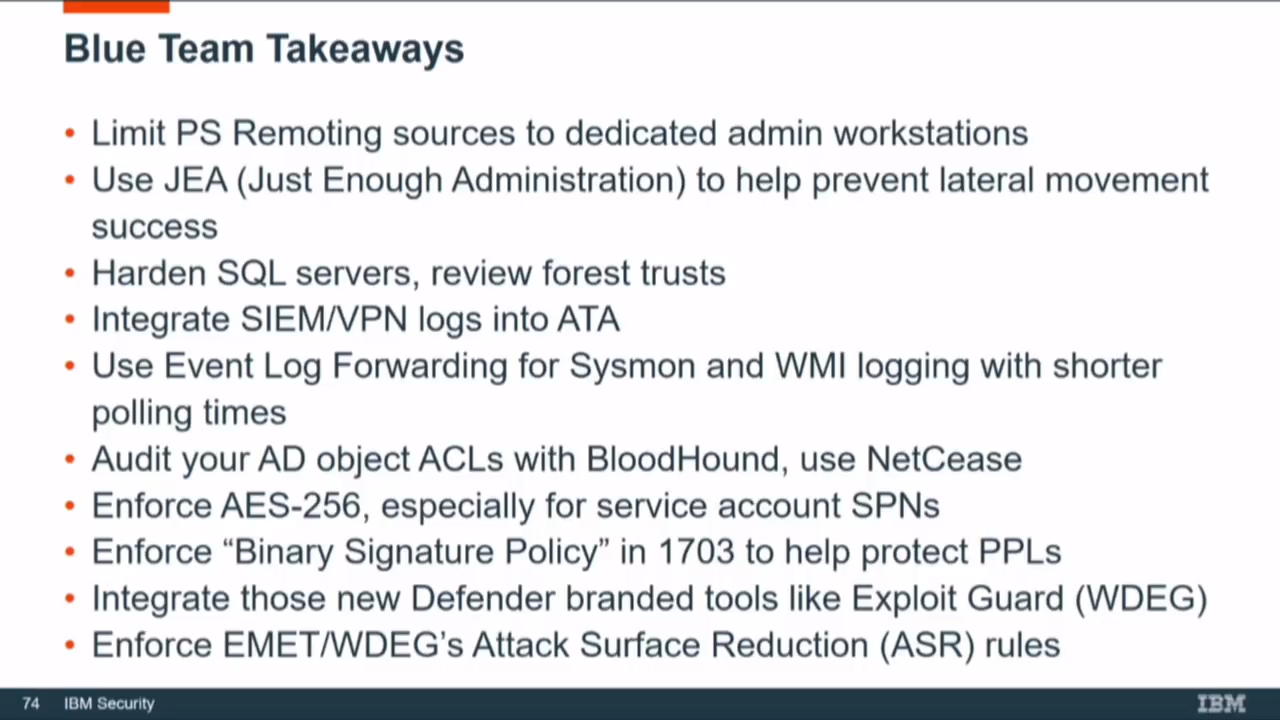 Blue Team Takeaways
• Limit PS Remoting sources to dedicated admin workstations
• Use JEA (Just Enough Administration) to help prevent lateral movement
success
• Harden SQL servers, review forest trusts
• Integrate SIEM/VPN logs into ATA
• Use Event Log Forwarding for Sysmon and WMI logging with shorter
polling times
• Audit your AD object ACLs with BloodHound, use NetCease
• Enforce AES-256, especially for service account SPNs
• Enforce “Binary Signature Policy” in 1703 to help protect PPLs
• Integrate those new Defender branded tools like Exploit Guard (WDEG)
• Enforce EMET/WDEG’s Attack Surface Reduction (ASR) rules
74 IBM Security IBM